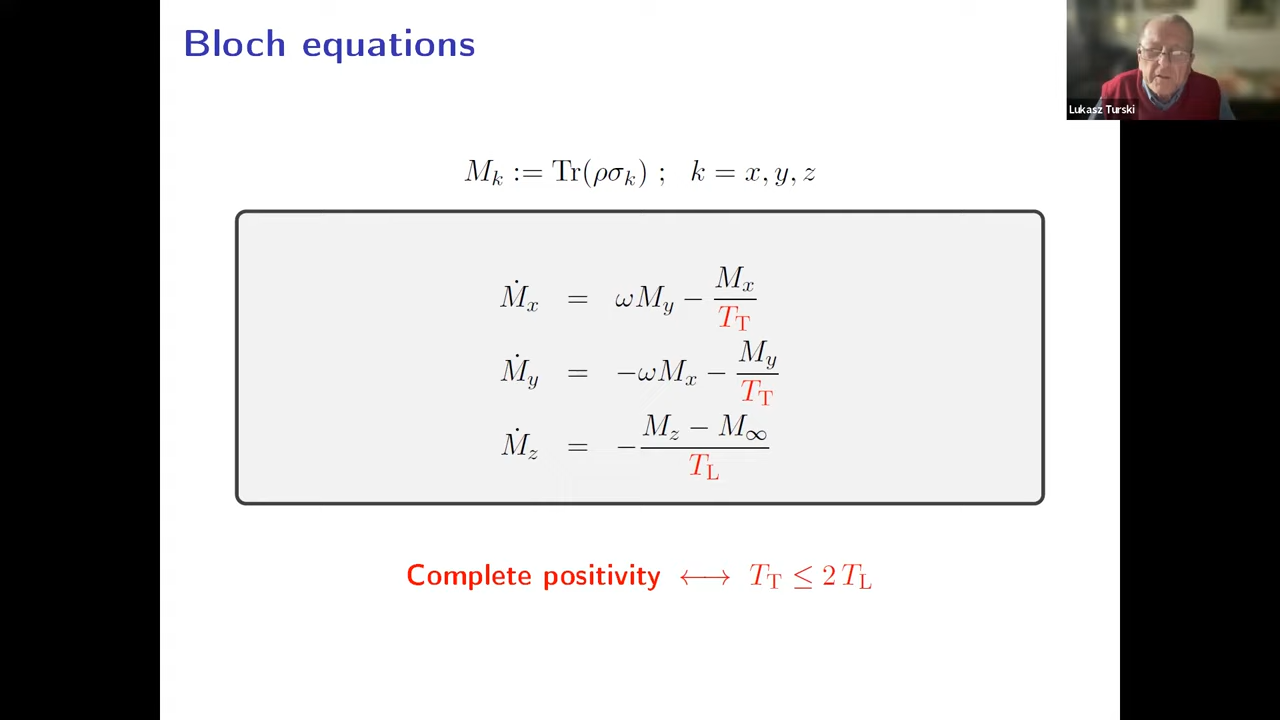 Bloch equations
Lukasz Turski
M_k := Tr(ρσ_k) ; k = x, y, z
Ṁ_x = ωM_y − M_x/T_T
Ṁ_y = −ωM_x − M_y/T_T
Ṁ_z = −(M_z − M_∞)/T_L
Complete positivity ⟷ T_T ≤ 2 T_L